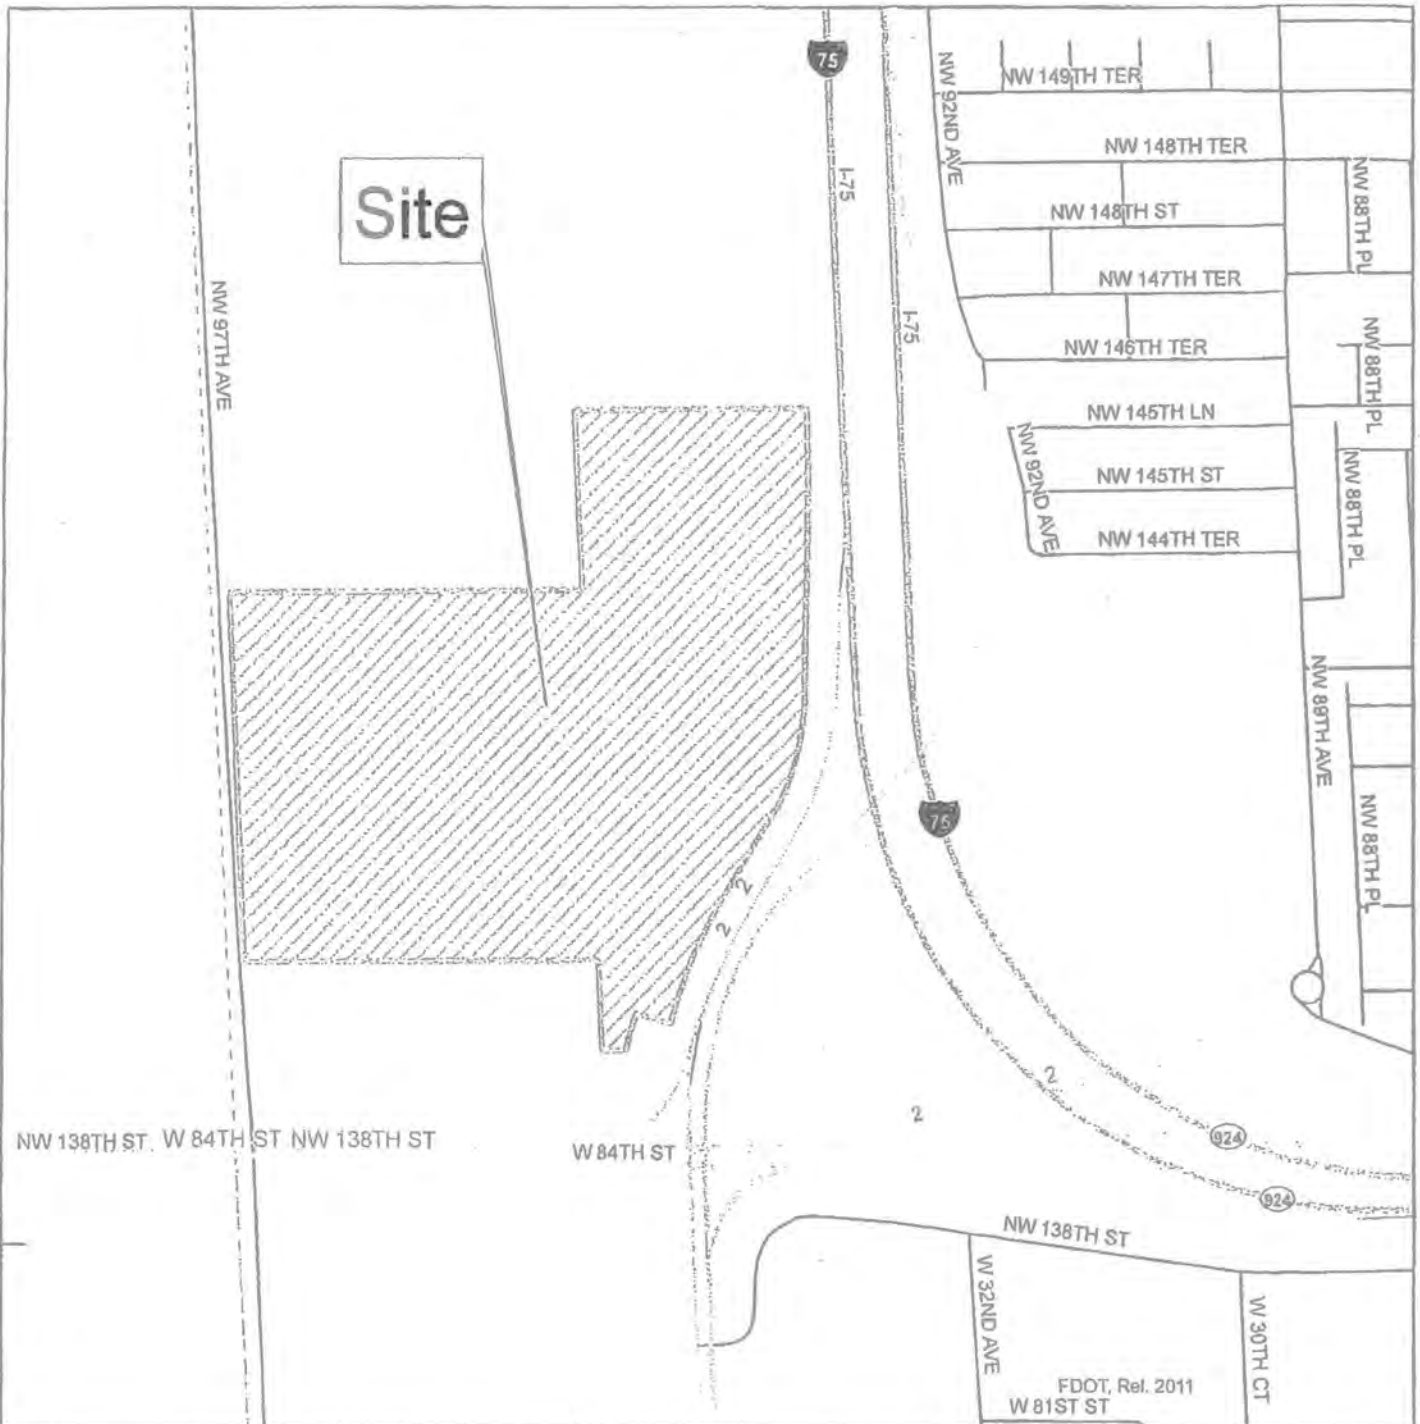 75
NW 149TH TER
NW 92ND AVE
NW 148TH TER
NW 88TH PL
I-75
Site
NW 148TH ST
NW 147TH TER
NW 97TH AVE
I-75
NW 88TH PL
NW 146TH TER
NW 145TH LN
NW 92ND AVE
NW 88TH PL
NW 145TH ST
NW 144TH TER
NW 89TH AVE
75
NW 88TH PL
2
2
2
2
924
NW 138TH ST. W 84TH ST NW 138TH ST
W 84TH ST
924
NW 138TH ST
W 32ND AVE
W 30TH CT
FDOT, Rel. 2011
W 81ST ST